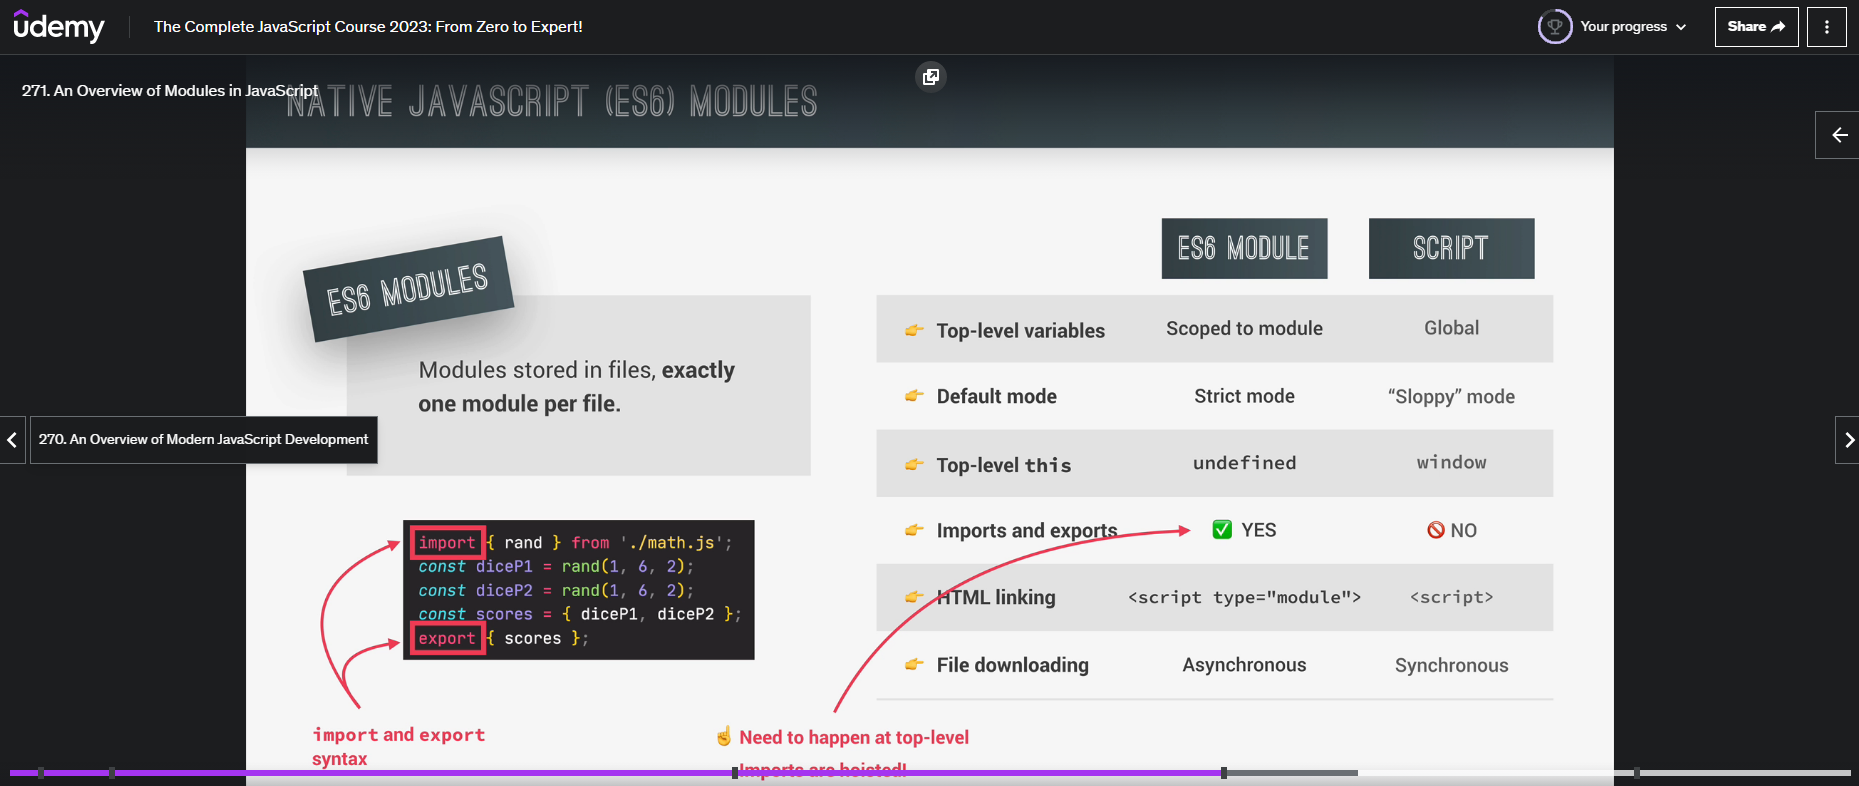 udemy
The Complete JavaScript Course 2023: From Zero to Expert!
Your progress
Share
271. An Overview of Modules in JavaScript
NATIVE JAVASCRIPT (ES6) MODULES
ES6 MODULES
Modules stored in files, exactly
one module per file.
270. An Overview of Modern JavaScript Development
import { rand } from './math.js';
const diceP1 = rand(1, 6, 2);
const diceP2 = rand(1, 6, 2);
const scores = { diceP1, diceP2 };
export { scores };
import and export
syntax
ES6 MODULE SCRIPT
👉 Top-level variables Scoped to module Global
👉 Default mode Strict mode “Sloppy” mode
👉 Top-level this undefined window
👉 Imports and exports ✅ YES 🚫 NO
👉 HTML linking <script type="module"> <script>
👉 File downloading Asynchronous Synchronous
☝ Need to happen at top-level
Imports are hoisted!